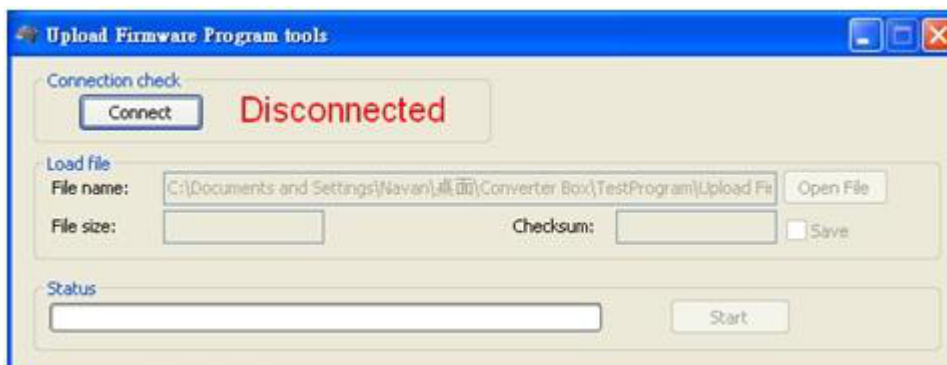 Upload Firmware Program tools
Connection check
Connect Disconnected
Load file
File name: C:\Documents and Settings\Navan\桌面\Converter Box\TestProgram\Upload Fi Open File
File size: Checksum: Save
Status
Start